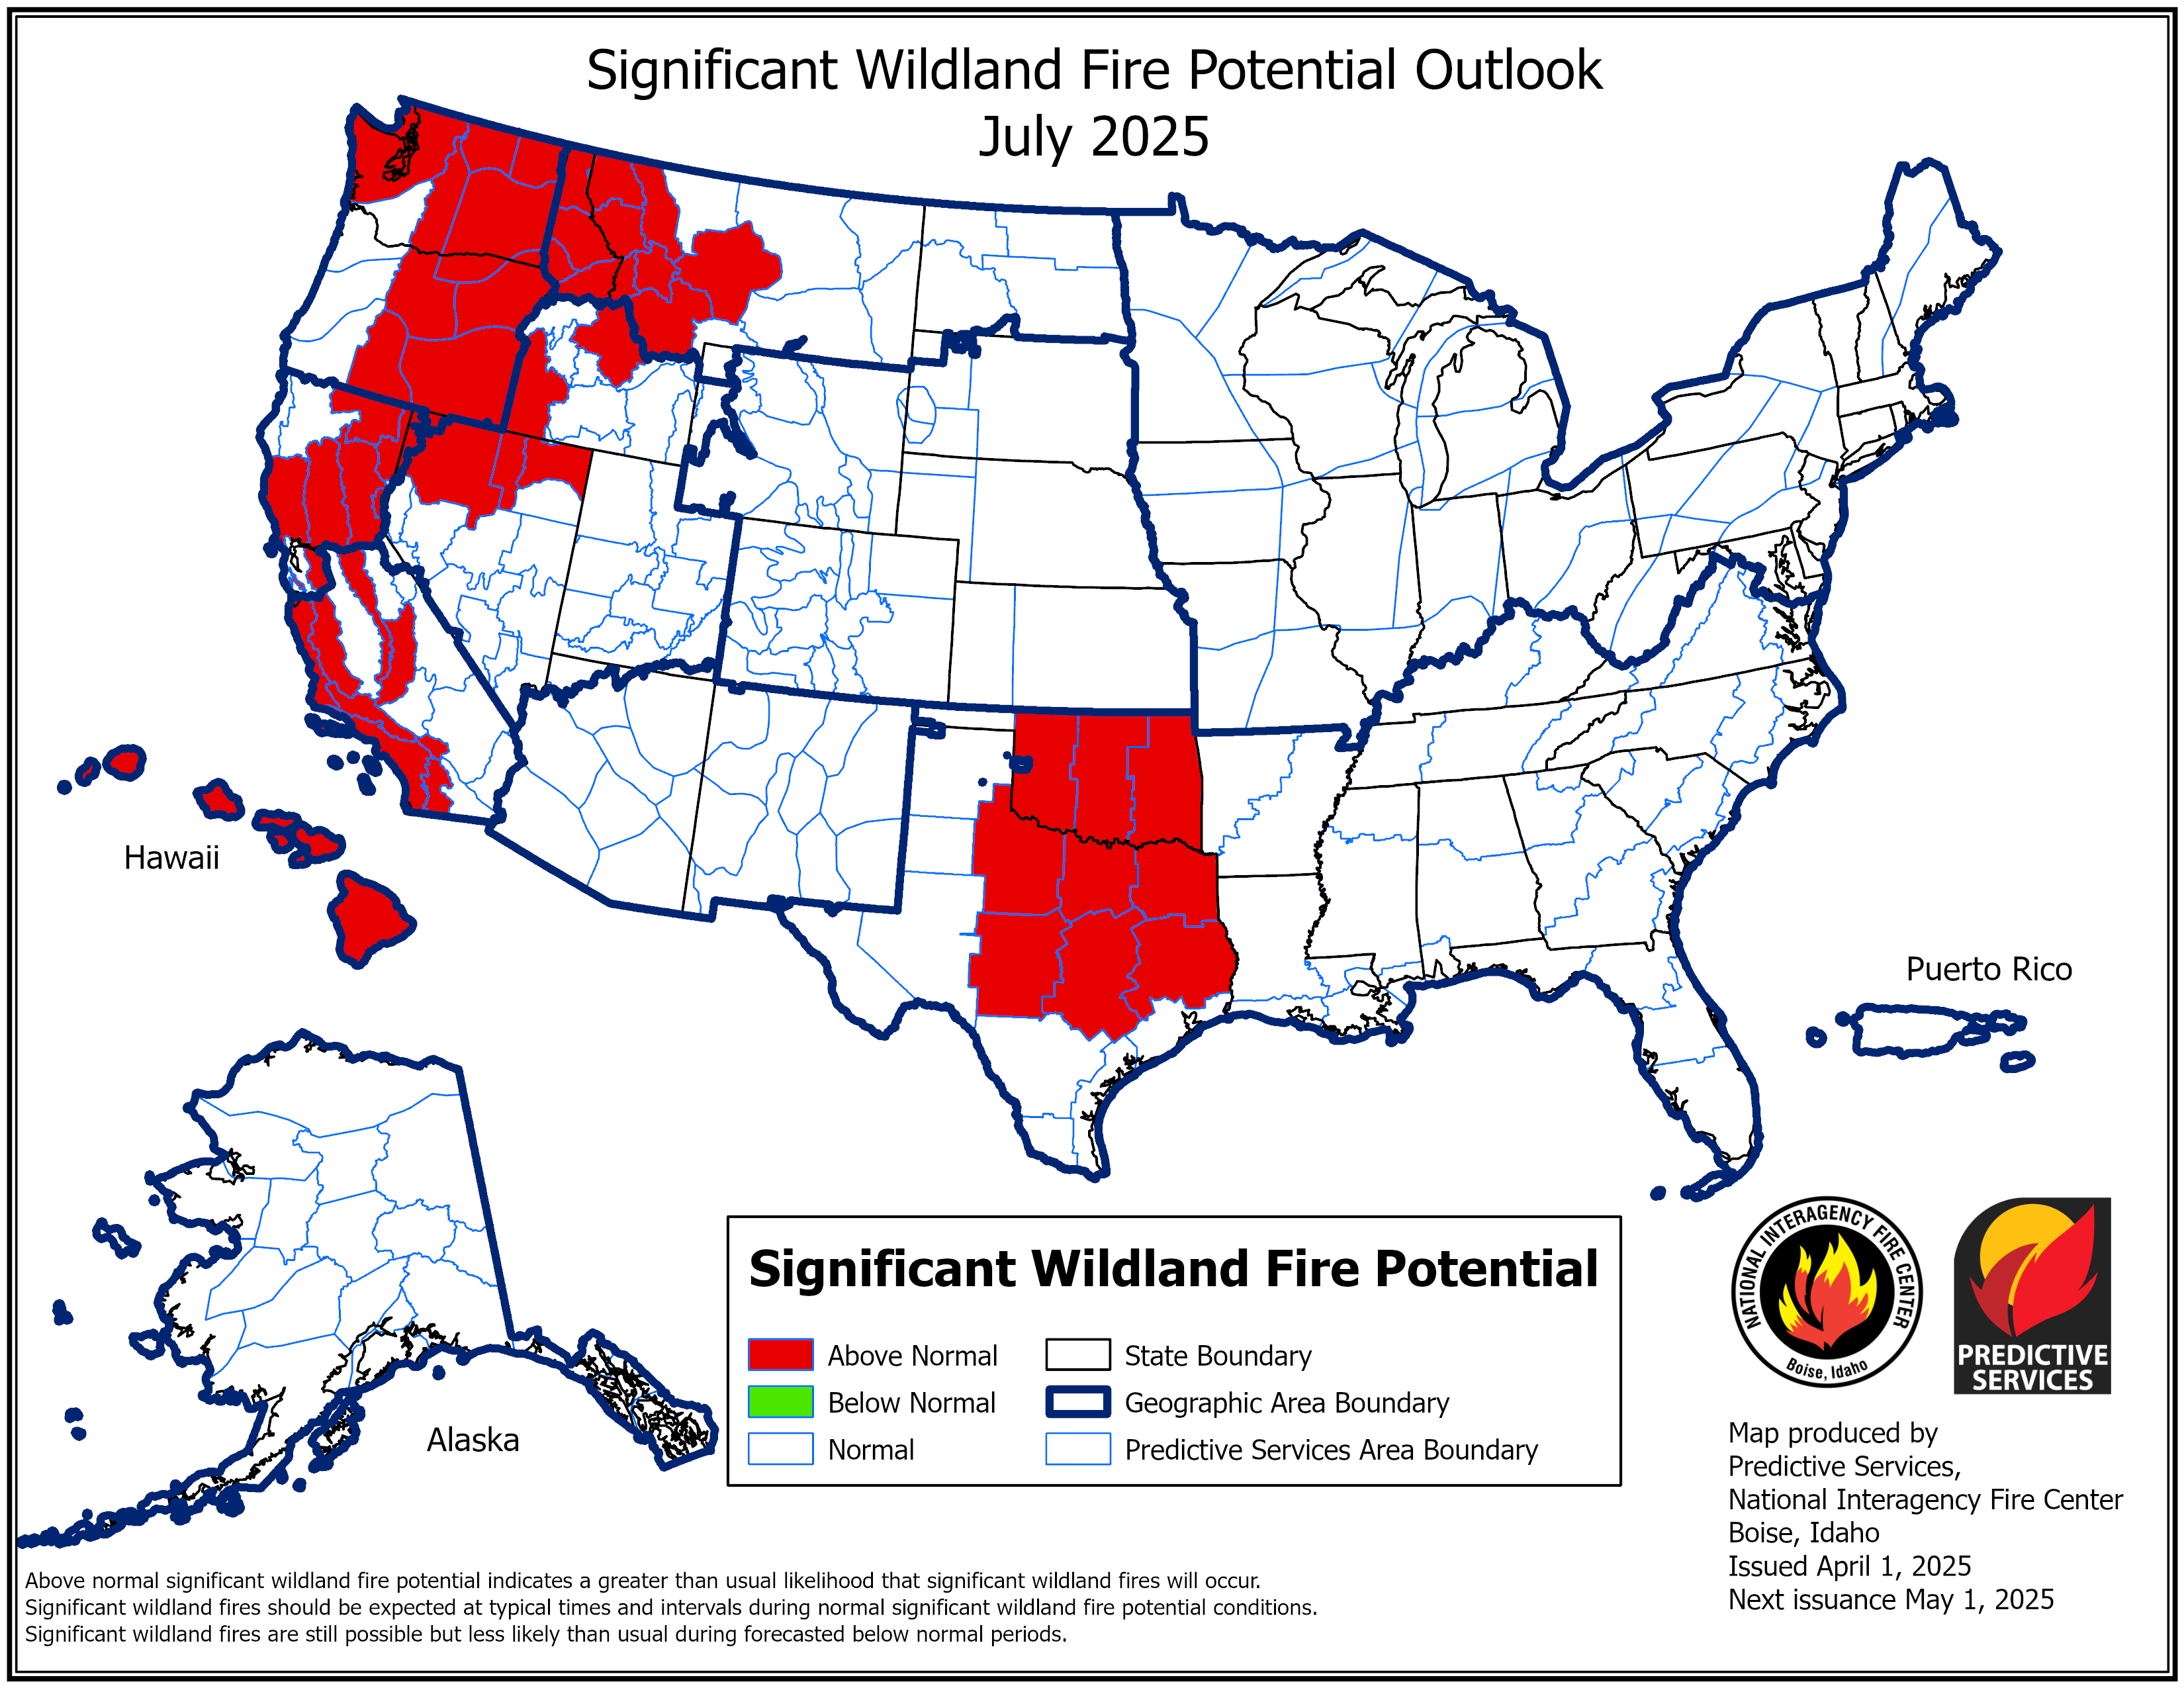 Significant Wildland Fire Potential Outlook
July 2025
Hawaii
Puerto Rico
Alaska
Significant Wildland Fire Potential
Above Normal
State Boundary
Below Normal
Geographic Area Boundary
Normal
Predictive Services Area Boundary
NATIONAL INTERAGENCY FIRE CENTER
Boise, Idaho
PREDICTIVE
SERVICES
Map produced by
Predictive Services,
National Interagency Fire Center
Boise, Idaho
Issued April 1, 2025
Next issuance May 1, 2025
Above normal significant wildland fire potential indicates a greater than usual likelihood that significant wildland fires will occur.
Significant wildland fires should be expected at typical times and intervals during normal significant wildland fire potential conditions.
Significant wildland fires are still possible but less likely than usual during forecasted below normal periods.